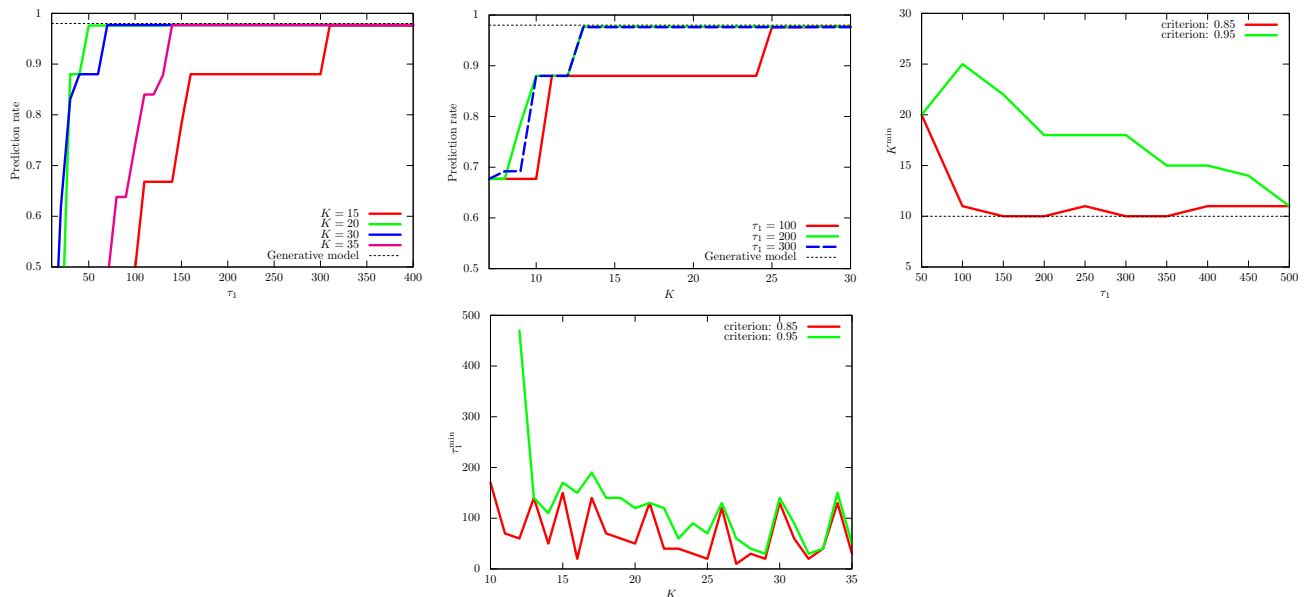 1
0.9
0.8
0.7
0.6
0.5
Prediction rate
50 100 150 200 250 300 350 400
τ₁
K = 15
K = 20
K = 30
K = 35
Generative model
1
0.9
0.8
0.7
0.6
0.5
Prediction rate
10 15 20 25 30
K
τ₁ = 100
τ₁ = 200
τ₁ = 300
Generative model
30
25
20
15
10
5
K^min
50 100 150 200 250 300 350 400 450 500
τ₁
criterion: 0.85
criterion: 0.95
500
400
300
200
100
0
τ₁^min
10 15 20 25 30 35
K
criterion: 0.85
criterion: 0.95